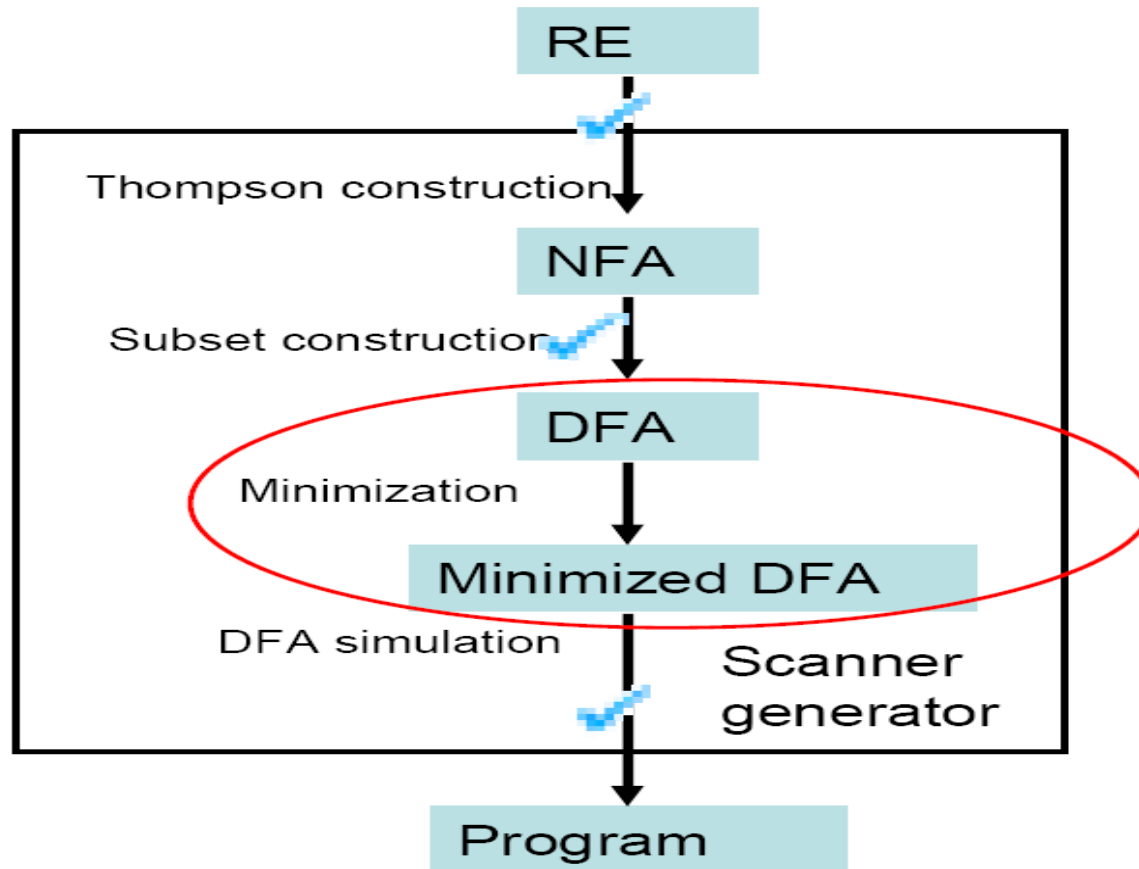 RE
Thompson construction
NFA
Subset construction
DFA
Minimization
Minimized DFA
DFA simulation
Scanner
generator
Program